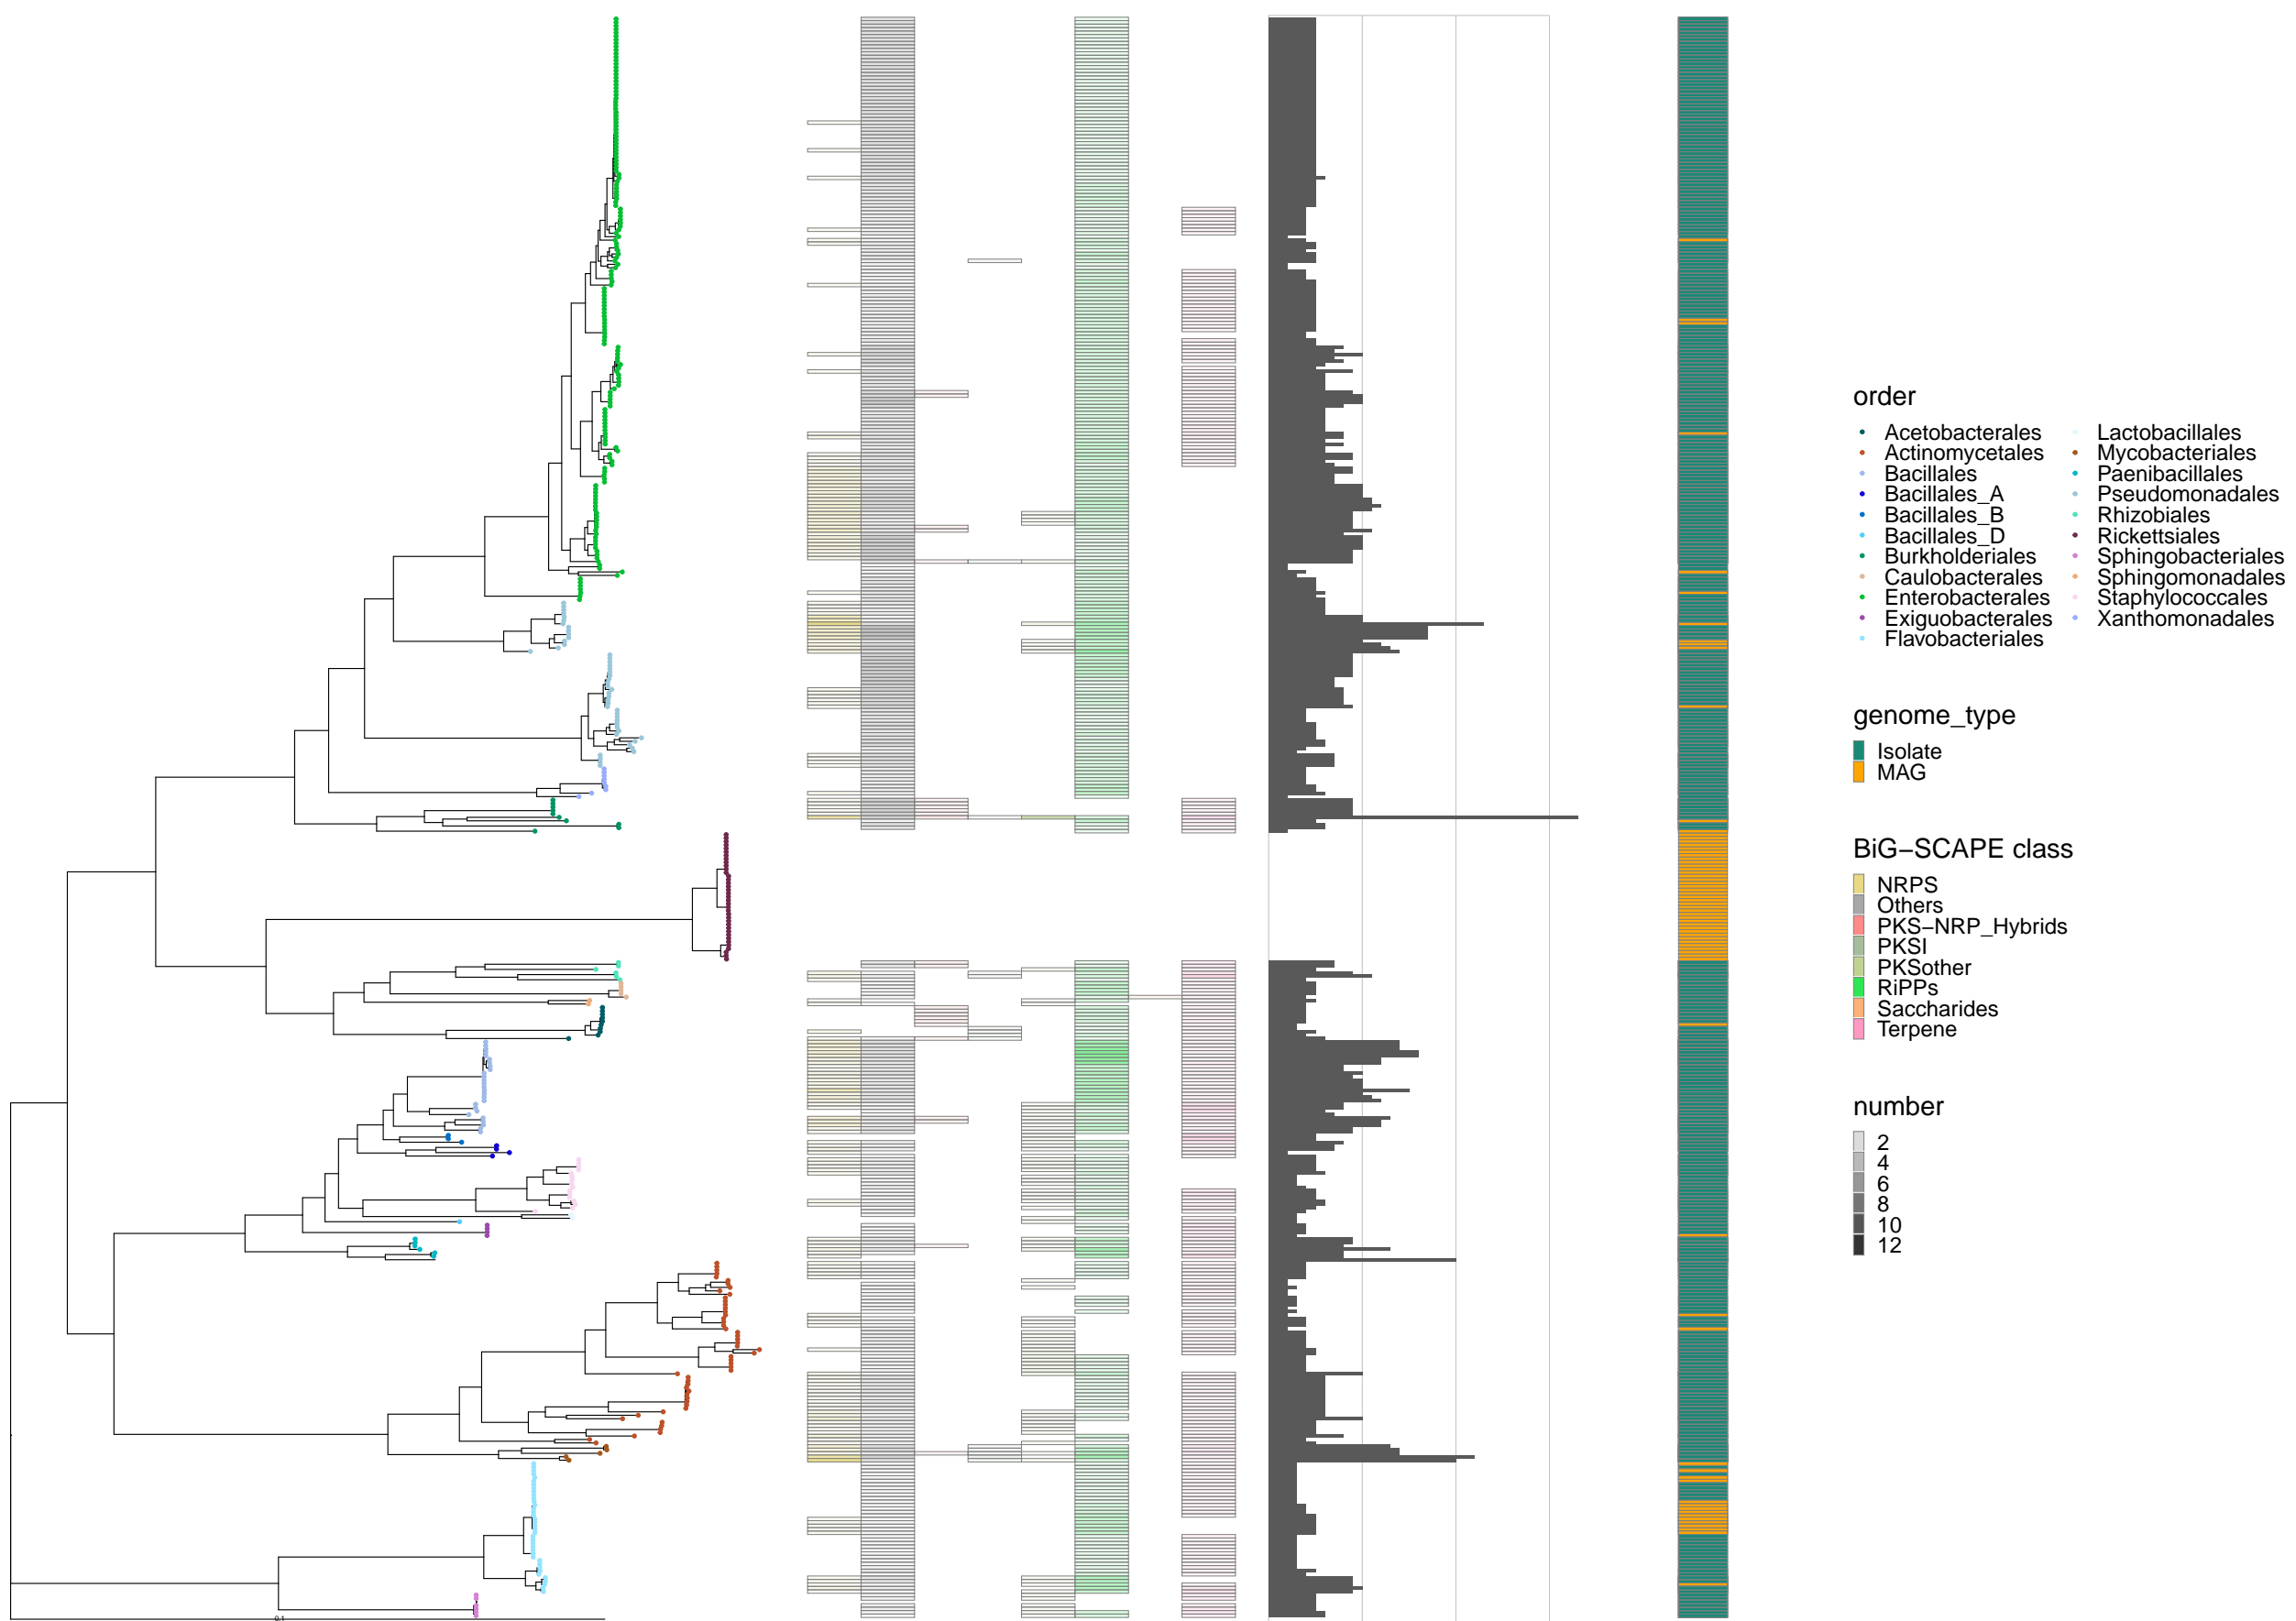 order
Acetobacterales
Actinomycetales
Bacillales
Bacillales_A
Bacillales_B
Bacillales_D
Burkholderiales
Caulobacterales
Enterobacterales
Exiguobacterales
Flavobacteriales
Lactobacillales
Mycobacteriales
Paenibacillales
Pseudomonadales
Rhizobiales
Rickettsiales
Sphingobacteriales
Sphingomonadales
Staphylococcales
Xanthomonadales
genome_type
Isolate
MAG
BiG−SCAPE class
NRPS
Others
PKS−NRP_Hybrids
PKSI
PKSother
RiPPs
Saccharides
Terpene
number
2
4
6
8
10
12
0.1